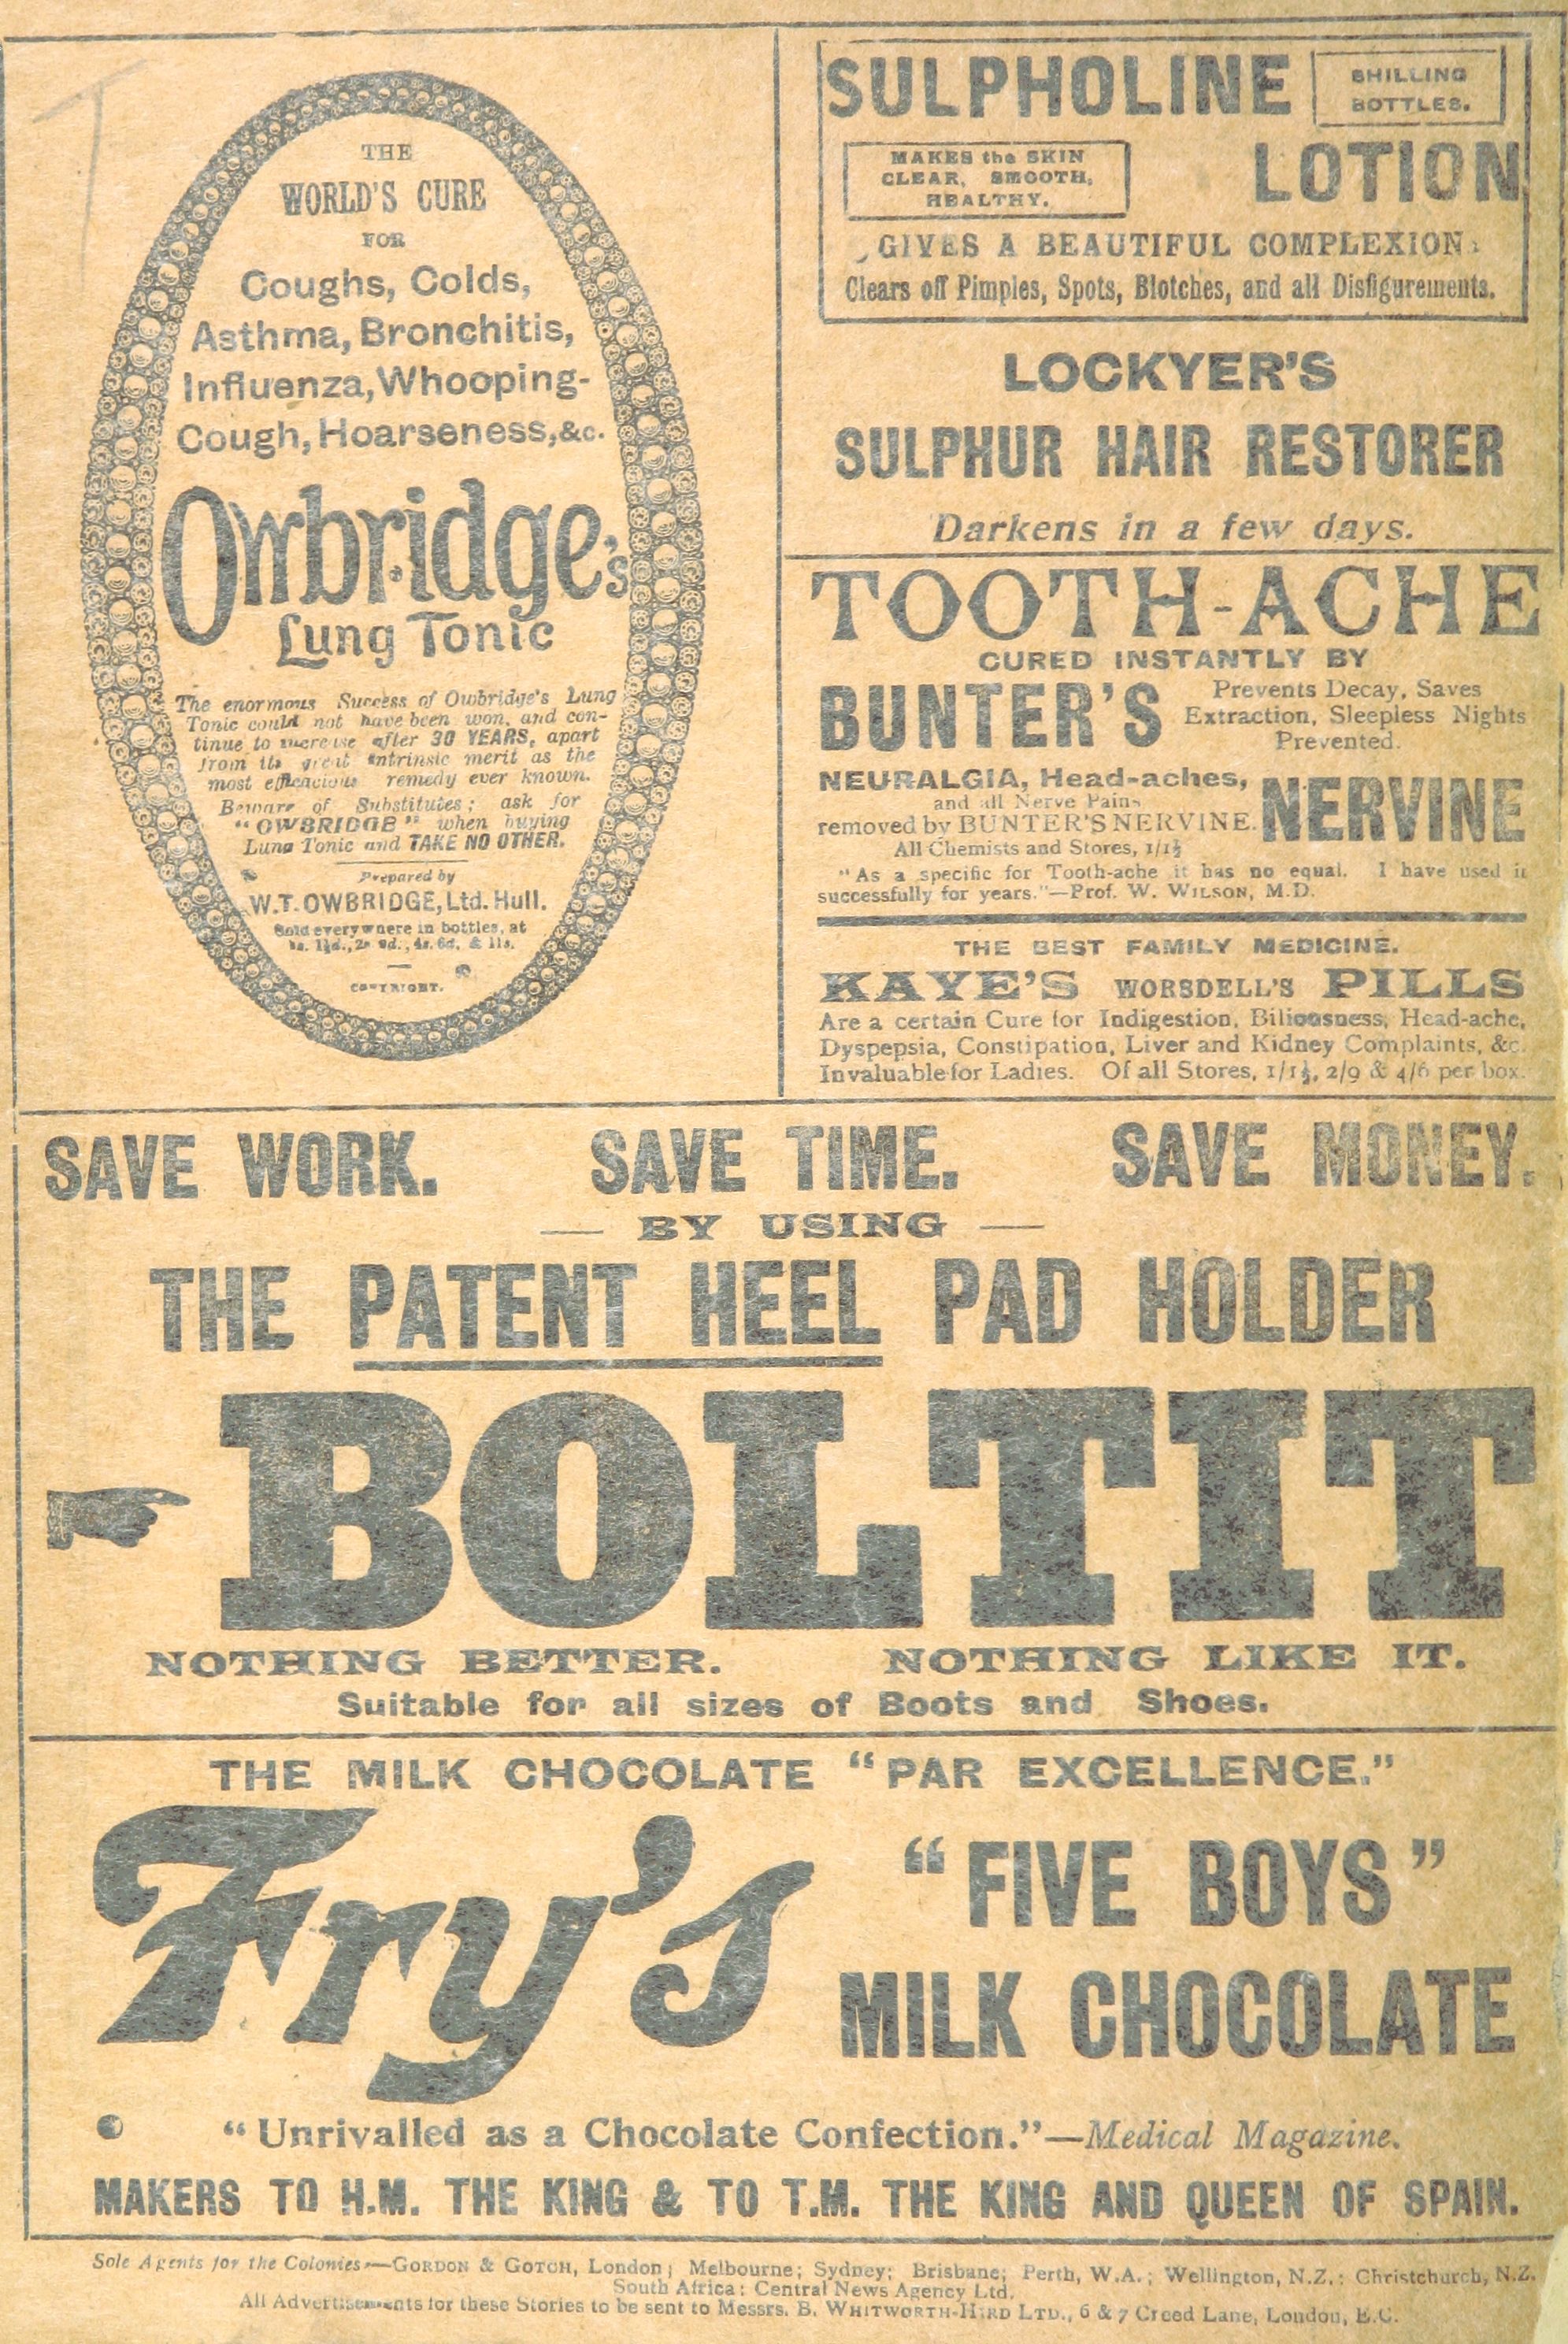 THE
WORLD'S CURE
FOR
Coughs, Colds,
Asthma, Bronchitis,
Influenza, Whooping-
Cough, Hoarseness, &c.
Owbridge's
Lung Tonic
The enormous Success of Owbridge's Lung
Tonic could not have been won, and con-
tinue to increase after 30 YEARS, apart
from its great intrinsic merit as the
most efficacious remedy ever known.
Beware of Substitutes; ask for
"OWBRIDGE" when buying
Lung Tonic and TAKE NO OTHER.
Prepared by
W.T. OWBRIDGE, Ltd. Hull.
Sold everywhere in bottles, at
1s. 1½d., 2s. 9d., 4s. 6d. & 11s.
COPYRIGHT.
SULPHOLINE
SHILLING
BOTTLES.
MAKES the SKIN
CLEAR, SMOOTH,
HEALTHY.
LOTION
GIVES A BEAUTIFUL COMPLEXION.
Clears off Pimples, Spots, Blotches, and all Disfigurements.
LOCKYER'S
SULPHUR HAIR RESTORER
Darkens in a few days.
TOOTH-ACHE
CURED INSTANTLY BY
BUNTER'S
Prevents Decay, Saves
Extraction, Sleepless Nights
Prevented.
NEURALGIA, Head-aches,
and all Nerve Pains
removed by BUNTER'S NERVINE.
All Chemists and Stores, 1/1½
NERVINE
"As a specific for Tooth-ache it has no equal. I have used it
successfully for years."—Prof. W. WILSON, M.D.
THE BEST FAMILY MEDICINE.
KAYE'S WORSDELL'S PILLS
Are a certain Cure for Indigestion, Biliousness, Head-ache,
Dyspepsia, Constipation, Liver and Kidney Complaints, &c.
Invaluable for Ladies. Of all Stores, 1/1½, 2/9 & 4/6 per box.
SAVE WORK. SAVE TIME. SAVE MONEY.
— BY USING —
THE PATENT HEEL PAD HOLDER
BOLTIT
NOTHING BETTER. NOTHING LIKE IT.
Suitable for all sizes of Boots and Shoes.
THE MILK CHOCOLATE "PAR EXCELLENCE."
Fry's
"FIVE BOYS"
MILK CHOCOLATE
"Unrivalled as a Chocolate Confection."—Medical Magazine.
MAKERS TO H.M. THE KING & TO T.M. THE KING AND QUEEN OF SPAIN.
Sole Agents for the Colonies:—GORDON & GOTCH, London; Melbourne; Sydney; Brisbane; Perth, W.A.; Wellington, N.Z.; Christchurch, N.Z.
South Africa: Central News Agency Ltd.
All Advertisements for these Stories to be sent to Messrs. B. WHITWORTH-HIRD LTD., 6 & 7 Creed Lane, London, E.C.